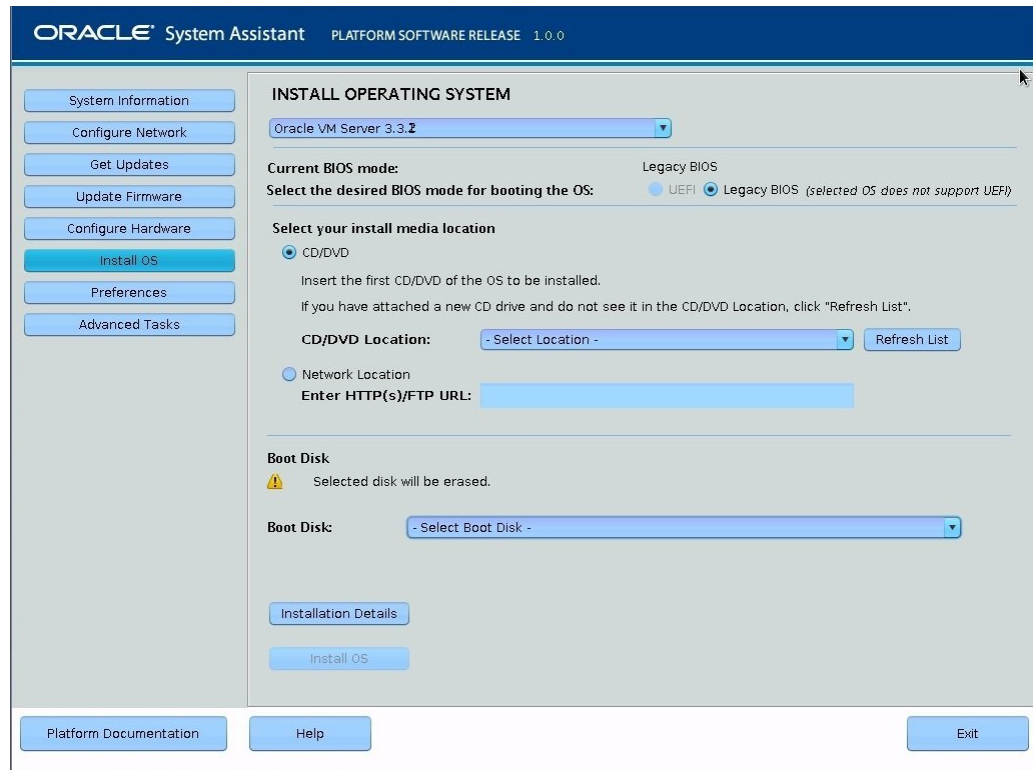 ORACLE® System Assistant PLATFORM SOFTWARE RELEASE 1.0.0
System Information
Configure Network
Get Updates
Update Firmware
Configure Hardware
Install OS
Preferences
Advanced Tasks
INSTALL OPERATING SYSTEM
Oracle VM Server 3.3.2
Current BIOS mode: Legacy BIOS
Select the desired BIOS mode for booting the OS: UEFI Legacy BIOS (selected OS does not support UEFI)
Select your install media location
CD/DVD
Insert the first CD/DVD of the OS to be installed.
If you have attached a new CD drive and do not see it in the CD/DVD Location, click "Refresh List".
CD/DVD Location: - Select Location - Refresh List
Network Location
Enter HTTP(s)/FTP URL:
Boot Disk
Selected disk will be erased.
Boot Disk: - Select Boot Disk -
Installation Details
Install OS
Platform Documentation Help Exit